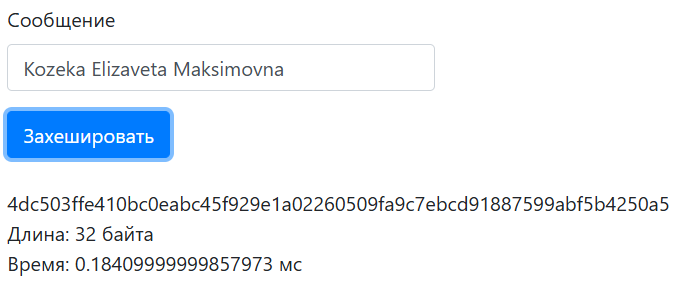 Сообщение
Kozeka Elizaveta Maksimovna
Захешировать
4dc503ffe410bc0eabc45f929e1a02260509fa9c7ebcd91887599abf5b4250a5
Длина: 32 байта
Время: 0.18409999999857973 мс